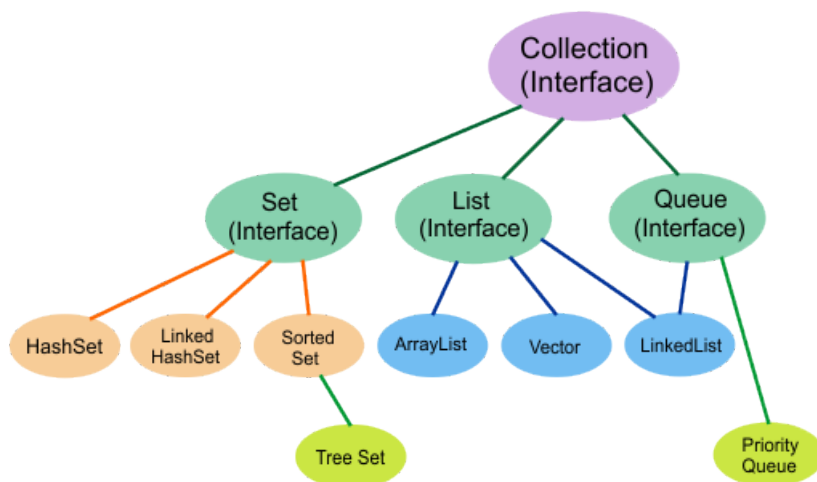 Collection
(Interface)
Set
(Interface)
List
(Interface)
Queue
(Interface)
HashSet
Linked
HashSet
Sorted
Set
ArrayList
Vector
LinkedList
Tree Set
Priority
Queue